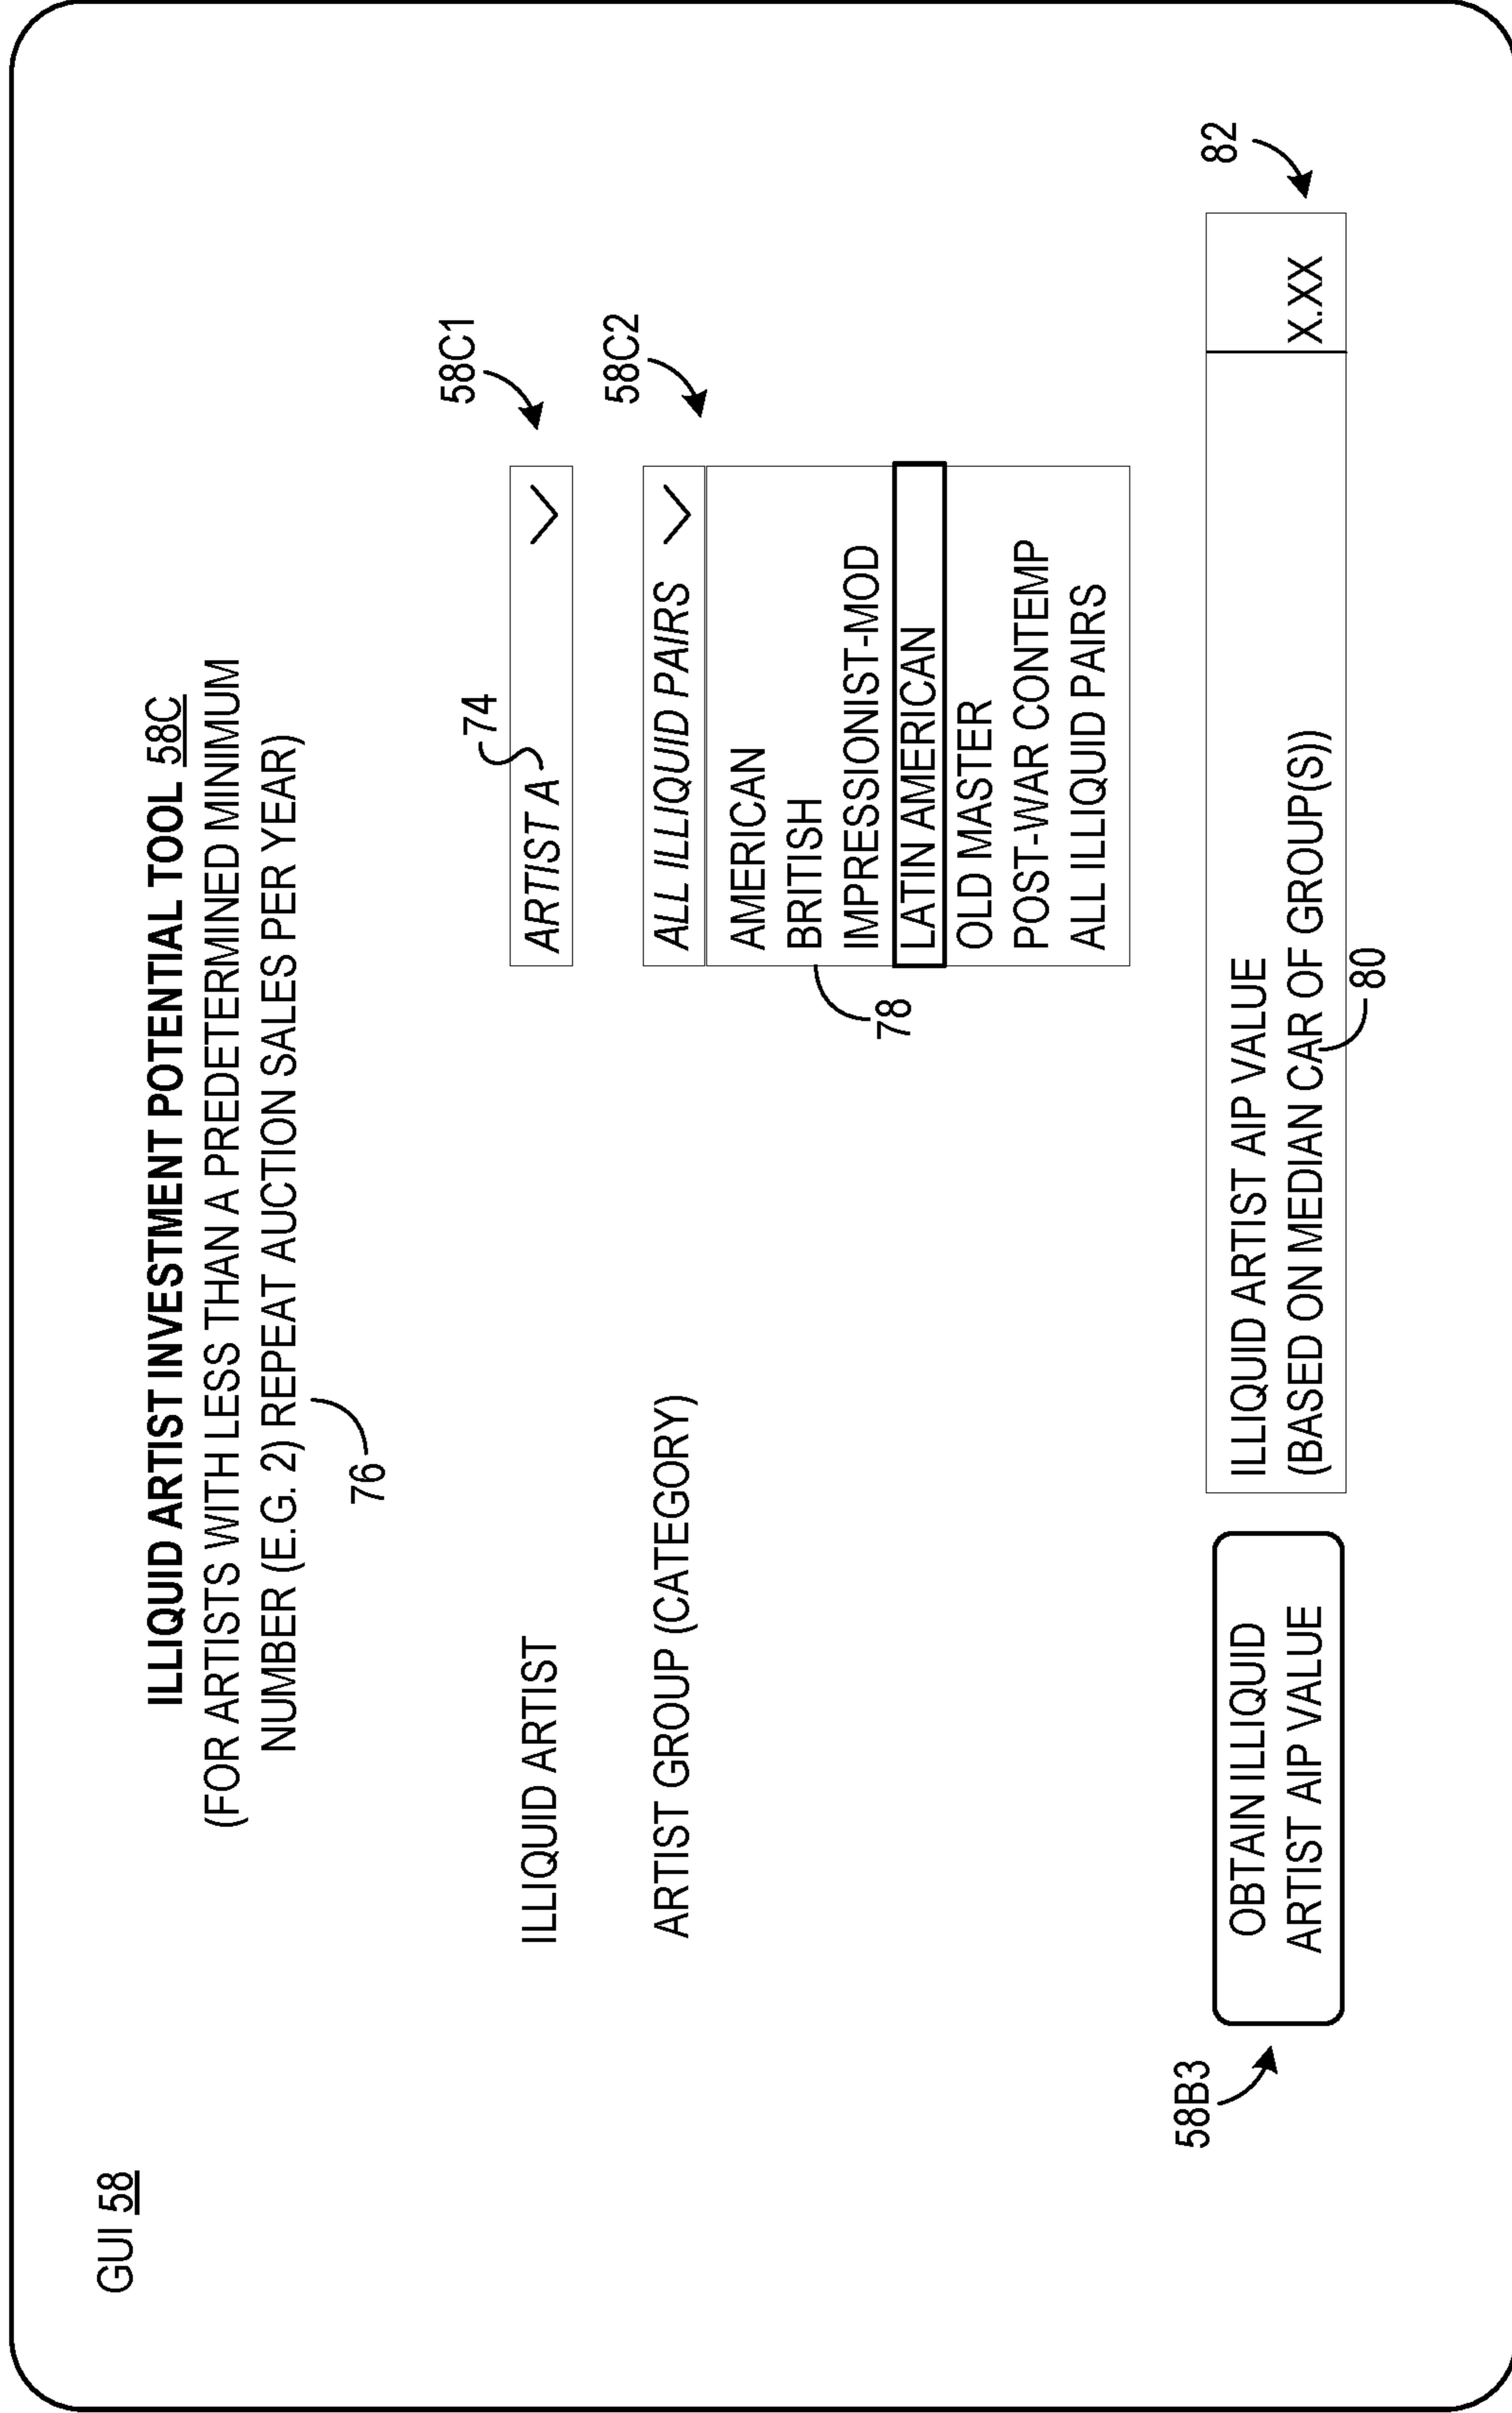 GUI 58
ILLIQUID ARTIST INVESTMENT POTENTIAL TOOL 58C
(FOR ARTISTS WITH LESS THAN A PREDETERMINED MINIMUM
NUMBER (E.G. 2) REPEAT AUCTION SALES PER YEAR)
76
74
58C1
ILLIQUID ARTIST
ARTIST A
58C2
ARTIST GROUP (CATEGORY)
ALL ILLIQUID PAIRS
AMERICAN
BRITISH
78
IMPRESSIONIST-MOD
LATIN AMERICAN
OLD MASTER
POST-WAR CONTEMP
ALL ILLIQUID PAIRS
58B3
OBTAIN ILLIQUID
ARTIST AIP VALUE
ILLIQUID ARTIST AIP VALUE
(BASED ON MEDIAN CAR OF GROUP(S))
80
X.XX
82